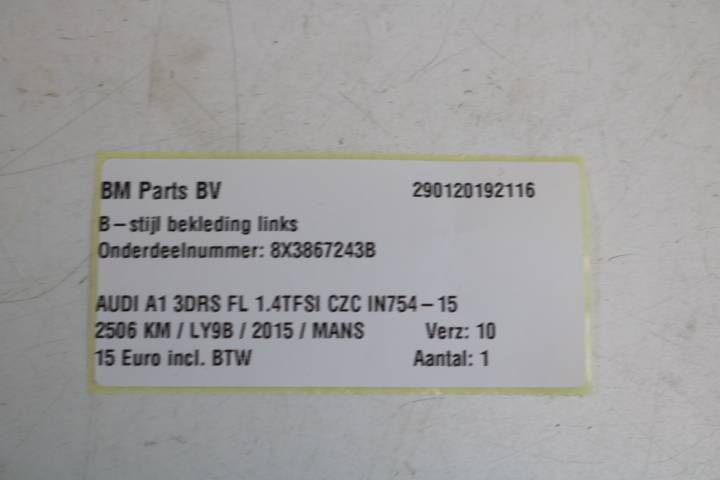 BM Parts BV 290120192116
B-stijl bekleding links
Onderdeelnummer: 8X3867243B
AUDI A1 3DRS FL 1.4TFSI CZC IN754-15
2506 KM / LY9B / 2015 / MANS Verz: 10
15 Euro incl. BTW Aantal: 1